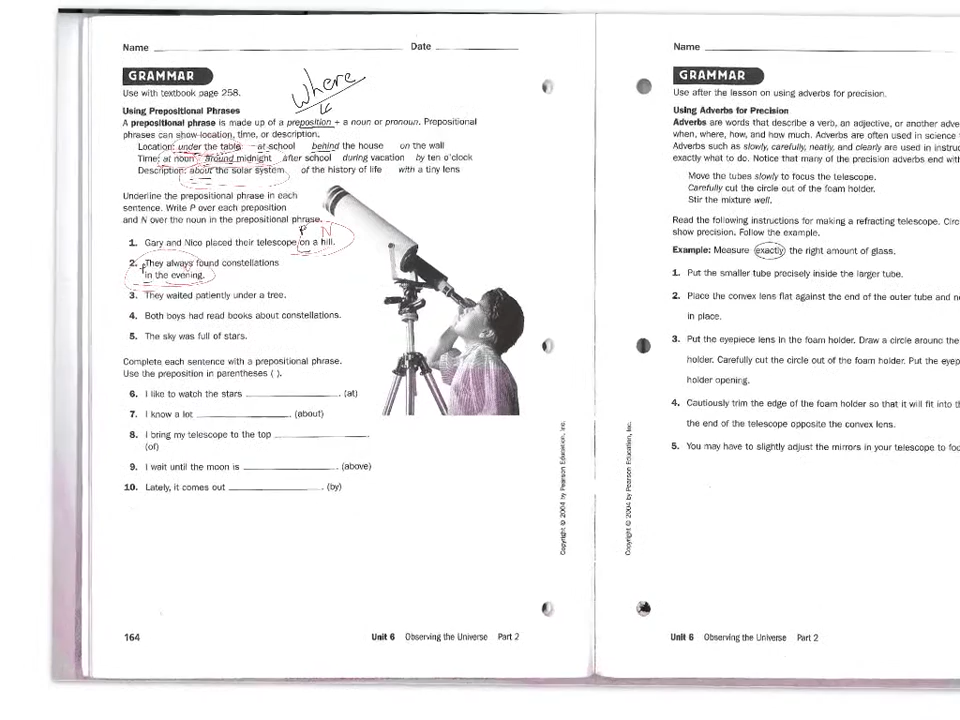 Name Date
GRAMMAR
Use with textbook page 258.
where
Using Prepositional Phrases
A prepositional phrase is made up of a preposition + a noun or pronoun. Prepositional
phrases can show location, time, or description.
Location: under the table at school behind the house on the wall
Time: at noon around midnight after school during vacation by ten o'clock
Description: about the solar system of the history of life with a tiny lens
Underline the prepositional phrase in each
sentence. Write P over each preposition
and N over the noun in the prepositional phrase.
P N
1. Gary and Nico placed their telescope on a hill.
2. They always found constellations
P
in the evening.
3. They waited patiently under a tree.
4. Both boys had read books about constellations.
5. The sky was full of stars.
Complete each sentence with a prepositional phrase.
Use the preposition in parentheses ( ).
6. I like to watch the stars . (at)
7. I know a lot . (about)
8. I bring my telescope to the top .
(of)
9. I wait until the moon is . (above)
10. Lately, it comes out . (by)
Copyright © 2004 by Pearson Education, Inc.
164
Unit 6 Observing the Universe Part 2
Name
GRAMMAR
Use after the lesson on using adverbs for precision.
Using Adverbs for Precision
Adverbs are words that describe a verb, an adjective, or another adve
when, where, how, and how much. Adverbs are often used in science
Adverbs such as slowly, carefully, neatly, and clearly are used in instruc
exactly what to do. Notice that many of the precision adverbs end with
Move the tubes slowly to focus the telescope.
Carefully cut the circle out of the foam holder.
Stir the mixture well.
Read the following instructions for making a refracting telescope. Circ
show precision. Follow the example.
Example: Measure exactly the right amount of glass.
1. Put the smaller tube precisely inside the larger tube.
2. Place the convex lens flat against the end of the outer tube and ne
in place.
3. Put the eyepiece lens in the foam holder. Draw a circle around the
holder. Carefully cut the circle out of the foam holder. Put the eyep
holder opening.
4. Cautiously trim the edge of the foam holder so that it will fit into th
the end of the telescope opposite the convex lens.
5. You may have to slightly adjust the mirrors in your telescope to foc
Copyright © 2004 by Pearson Education, Inc.
Unit 6 Observing the Universe Part 2